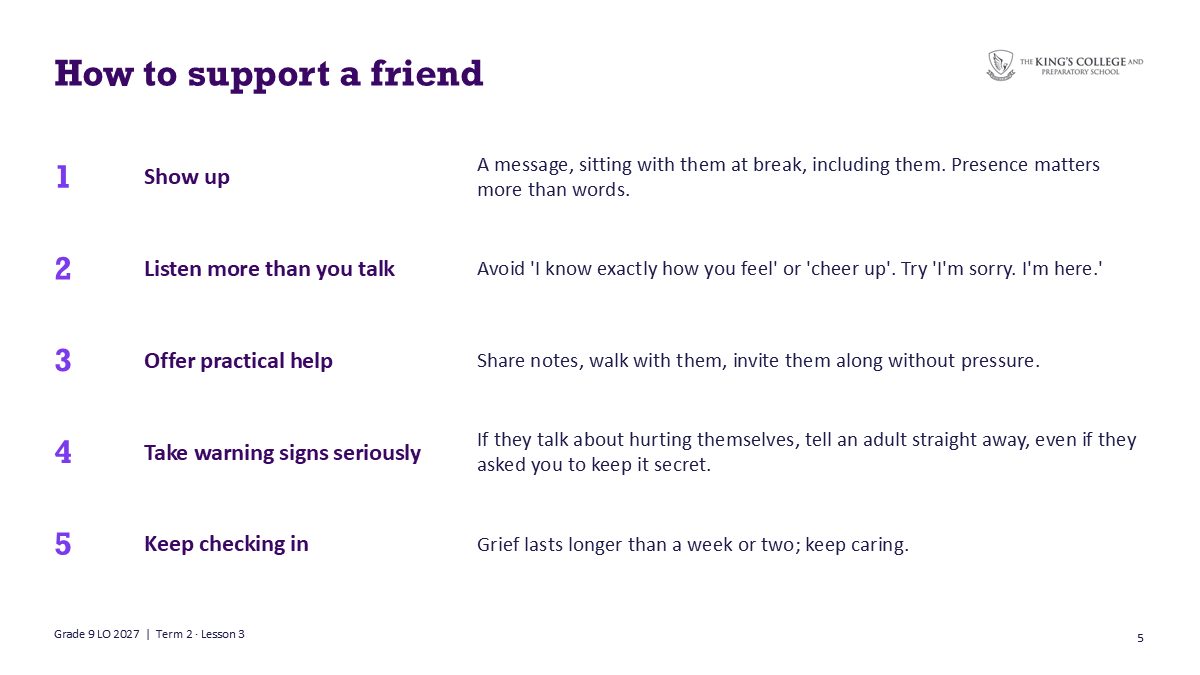 How to support a friend
THE KING'S COLLEGE AND
PREPARATORY SCHOOL
1
Show up
A message, sitting with them at break, including them. Presence matters
more than words.
2
Listen more than you talk
Avoid 'I know exactly how you feel' or 'cheer up'. Try 'I'm sorry. I'm here.'
3
Offer practical help
Share notes, walk with them, invite them along without pressure.
4
Take warning signs seriously
If they talk about hurting themselves, tell an adult straight away, even if they
asked you to keep it secret.
5
Keep checking in
Grief lasts longer than a week or two; keep caring.
Grade 9 LO 2027 | Term 2 · Lesson 3
5